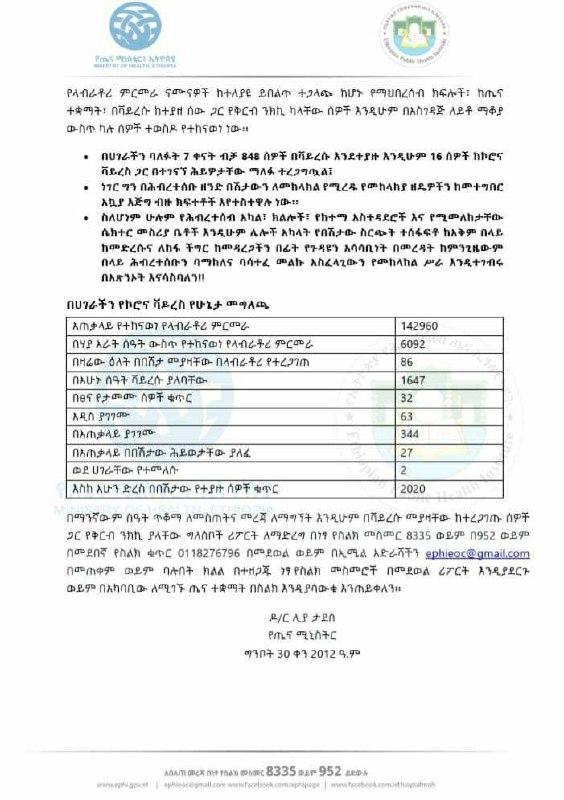 የጤና ሚኒስቴር ኢትዮጵያ
MINISTRY OF HEALTH, ETHIOPIA
Ethiopian Public Health Institute
የላብራቶሪ ምርመራ ናሙናዎች ከተለያዩ ይበልጥ ተጋላጭ ከሆኑ የማህበረሰብ ክፍሎች፣ ከጤና
ተቋማት፣ በቫይረሱ ከተያዘ ሰው ጋር የቅርብ ንክኪ ካላቸው ሰዎች እንዲሁም በአስገዳጅ ለይቶ ማቆያ
ውስጥ ካሉ ሰዎች ተወስዶ የተከናወነ ነው።
• በሀገራችን ባለፉት 7 ቀናት ብቻ 848 ሰዎች በቫይረሱ እንደተያዙ እንዲሁም 16 ሰዎች ከኮሮና
ቫይረስ ጋር በተገናኘ ሕይዎታቸው ማለፉ ተረጋግጧል፤
• ነገር ግን በሕብረተሰቡ ዘንድ በሽታውን ለመከላከል የሚረዱ የመከላከያ ዘዴዎችን ከመተግበር
አኳያ እጅግ ብዙ ክፍተቶች እየተስተዋሉ ነው።
• ስለሆነም ሁሉም የሕብረተሰብ አካል፣ ክልሎች፣ የከተማ አስተዳደሮች እና የሚመለከታቸው
ሴክተር መስሪያ ቤቶች እንዲሁም ሌሎች አካላት የበሽታው ስርጭት ተስፋፍቶ ከአቅም በላይ
ከመድረሱና ለከፋ ችግር ከመዳረጋችን በፊት የጉዳዩን አሳሳቢነት በመረዳት ከምንጊዜውም
በላይ ሕብረተሰቡን ባማከለና ባሳተፈ መልኩ አስፈላጊውን የመከላከል ሥራ እንዲተገብሩ
በአጽንኦት እናሳስባለን!!
በሀገራችን የኮሮና ቫይረስ የሁኔታ መግለጫ
አጠቃላይ የተከናወነ የላብራቶሪ ምርመራ 142960
በሃያ አራት ሰዓት ውስጥ የተከናወነ የላብራቶሪ ምርመራ 6092
በዛሬው ዕለት በበሽታ መያዛቸው በላብራቶሪ የተረጋገጠ 86
በአሁኑ ሰዓት ቫይረሱ ያለባቸው 1647
በፀና የታመሙ ሰዎች ቁጥር 32
አዲስ ያገገሙ 63
በአጠቃላይ ያገገሙ 344
በአጠቃላይ በበሽታው ሕይወታቸው ያለፈ 27
ወደ ሀገራቸው የተመለሱ 2
እስከ አሁን ድረስ በበሽታው የተያዙ ሰዎች ቁጥር 2020
በማንኛውም ሰዓት ጥቆማ ለመስጠትና መረጃ ለማግኘት እንዲሁም በቫይረሱ መያዛቸው ከተረጋገጡ ሰዎች
ጋር የቅርብ ንክኪ ያላቸው ግለሰቦች ሪፖርት ለማድረግ በነፃ የስልክ መስመር 8335 ወይም በ952 ወይም
በመደበኛ የስልክ ቁጥር 0118276796 በመደወል ወይም በኢሜል አድራሻችን ephieoc@gmail.com
በመጠቀም ወይም ባሉበት ክልል በተዘጋጁ ነፃ የስልክ መስመሮች በመደወል ሪፖርት እንዲያደርጉ
ወይም በአካባቢው ለሚገኙ ጤና ተቋማት በስልክ እንዲያሳውቁ እንጠይቃለን።
ዶ/ር ሊያ ታደሰ
የጤና ሚኒስትር
ግንቦት 30 ቀን 2012 ዓ.ም
ለበለጠ መረጃ በነፃ የስልክ መስመር 8335 ወይም 952 ይደውሉ
www.ephi.gov.et | ephieoc@gmail.com www.facebook.com/ephipage | www.facebook.com/ethiopiafmoh